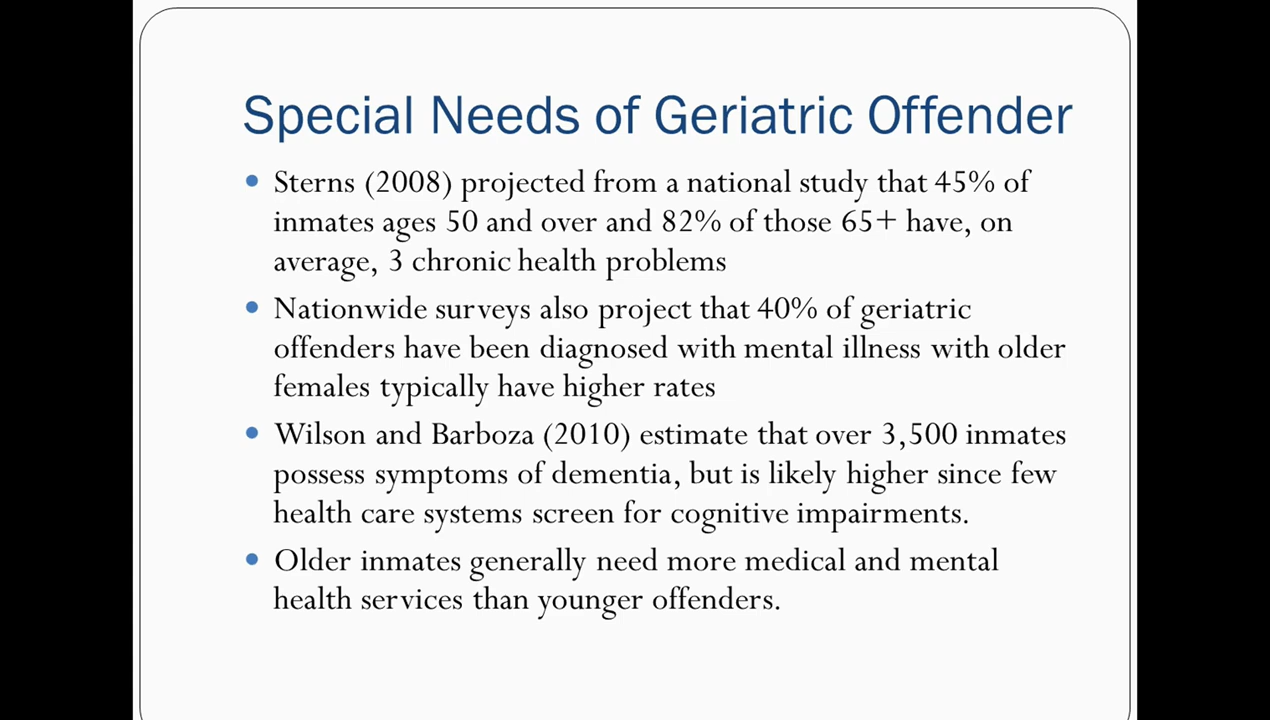 Special Needs of Geriatric Offender
• Sterns (2008) projected from a national study that 45% of
inmates ages 50 and over and 82% of those 65+ have, on
average, 3 chronic health problems
• Nationwide surveys also project that 40% of geriatric
offenders have been diagnosed with mental illness with older
females typically have higher rates
• Wilson and Barboza (2010) estimate that over 3,500 inmates
possess symptoms of dementia, but is likely higher since few
health care systems screen for cognitive impairments.
• Older inmates generally need more medical and mental
health services than younger offenders.